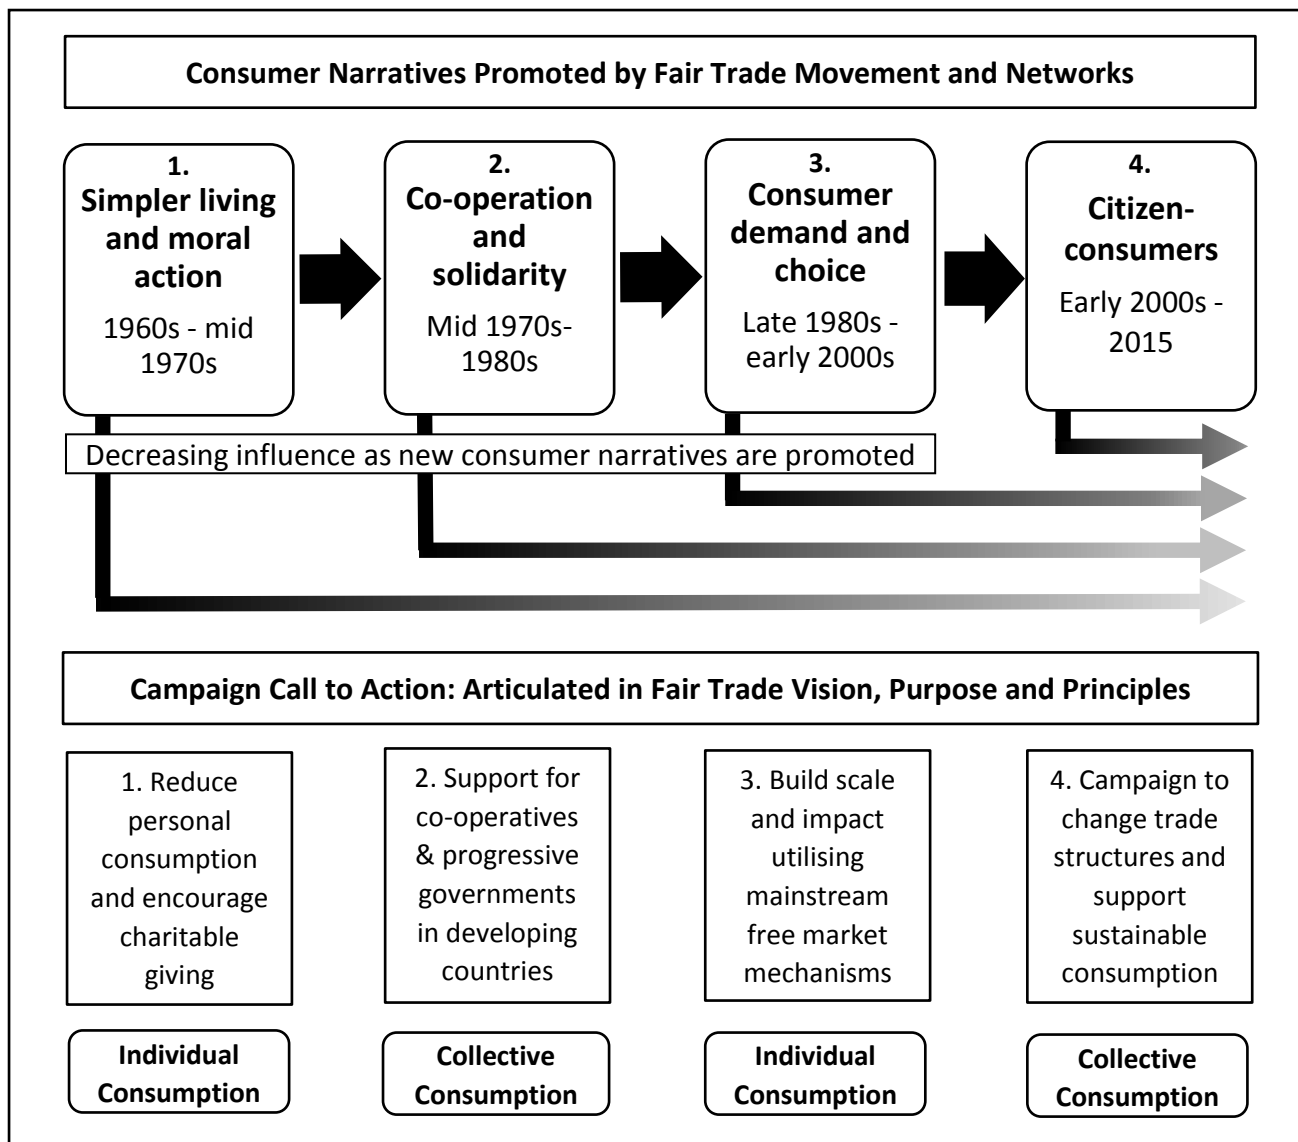 Consumer Narratives Promoted by Fair Trade Movement and Networks
1.
Simpler living
and moral
action
1960s - mid
1970s
2.
Co-operation
and
solidarity
Mid 1970s-
1980s
3.
Consumer
demand and
choice
Late 1980s -
early 2000s
4.
Citizen-
consumers
Early 2000s -
2015
Decreasing influence as new consumer narratives are promoted
Campaign Call to Action: Articulated in Fair Trade Vision, Purpose and Principles
1. Reduce
personal
consumption
and encourage
charitable
giving
2. Support for
co-operatives
& progressive
governments
in developing
countries
3. Build scale
and impact
utilising
mainstream
free market
mechanisms
4. Campaign to
change trade
structures and
support
sustainable
consumption
Individual
Consumption
Collective
Consumption
Individual
Consumption
Collective
Consumption